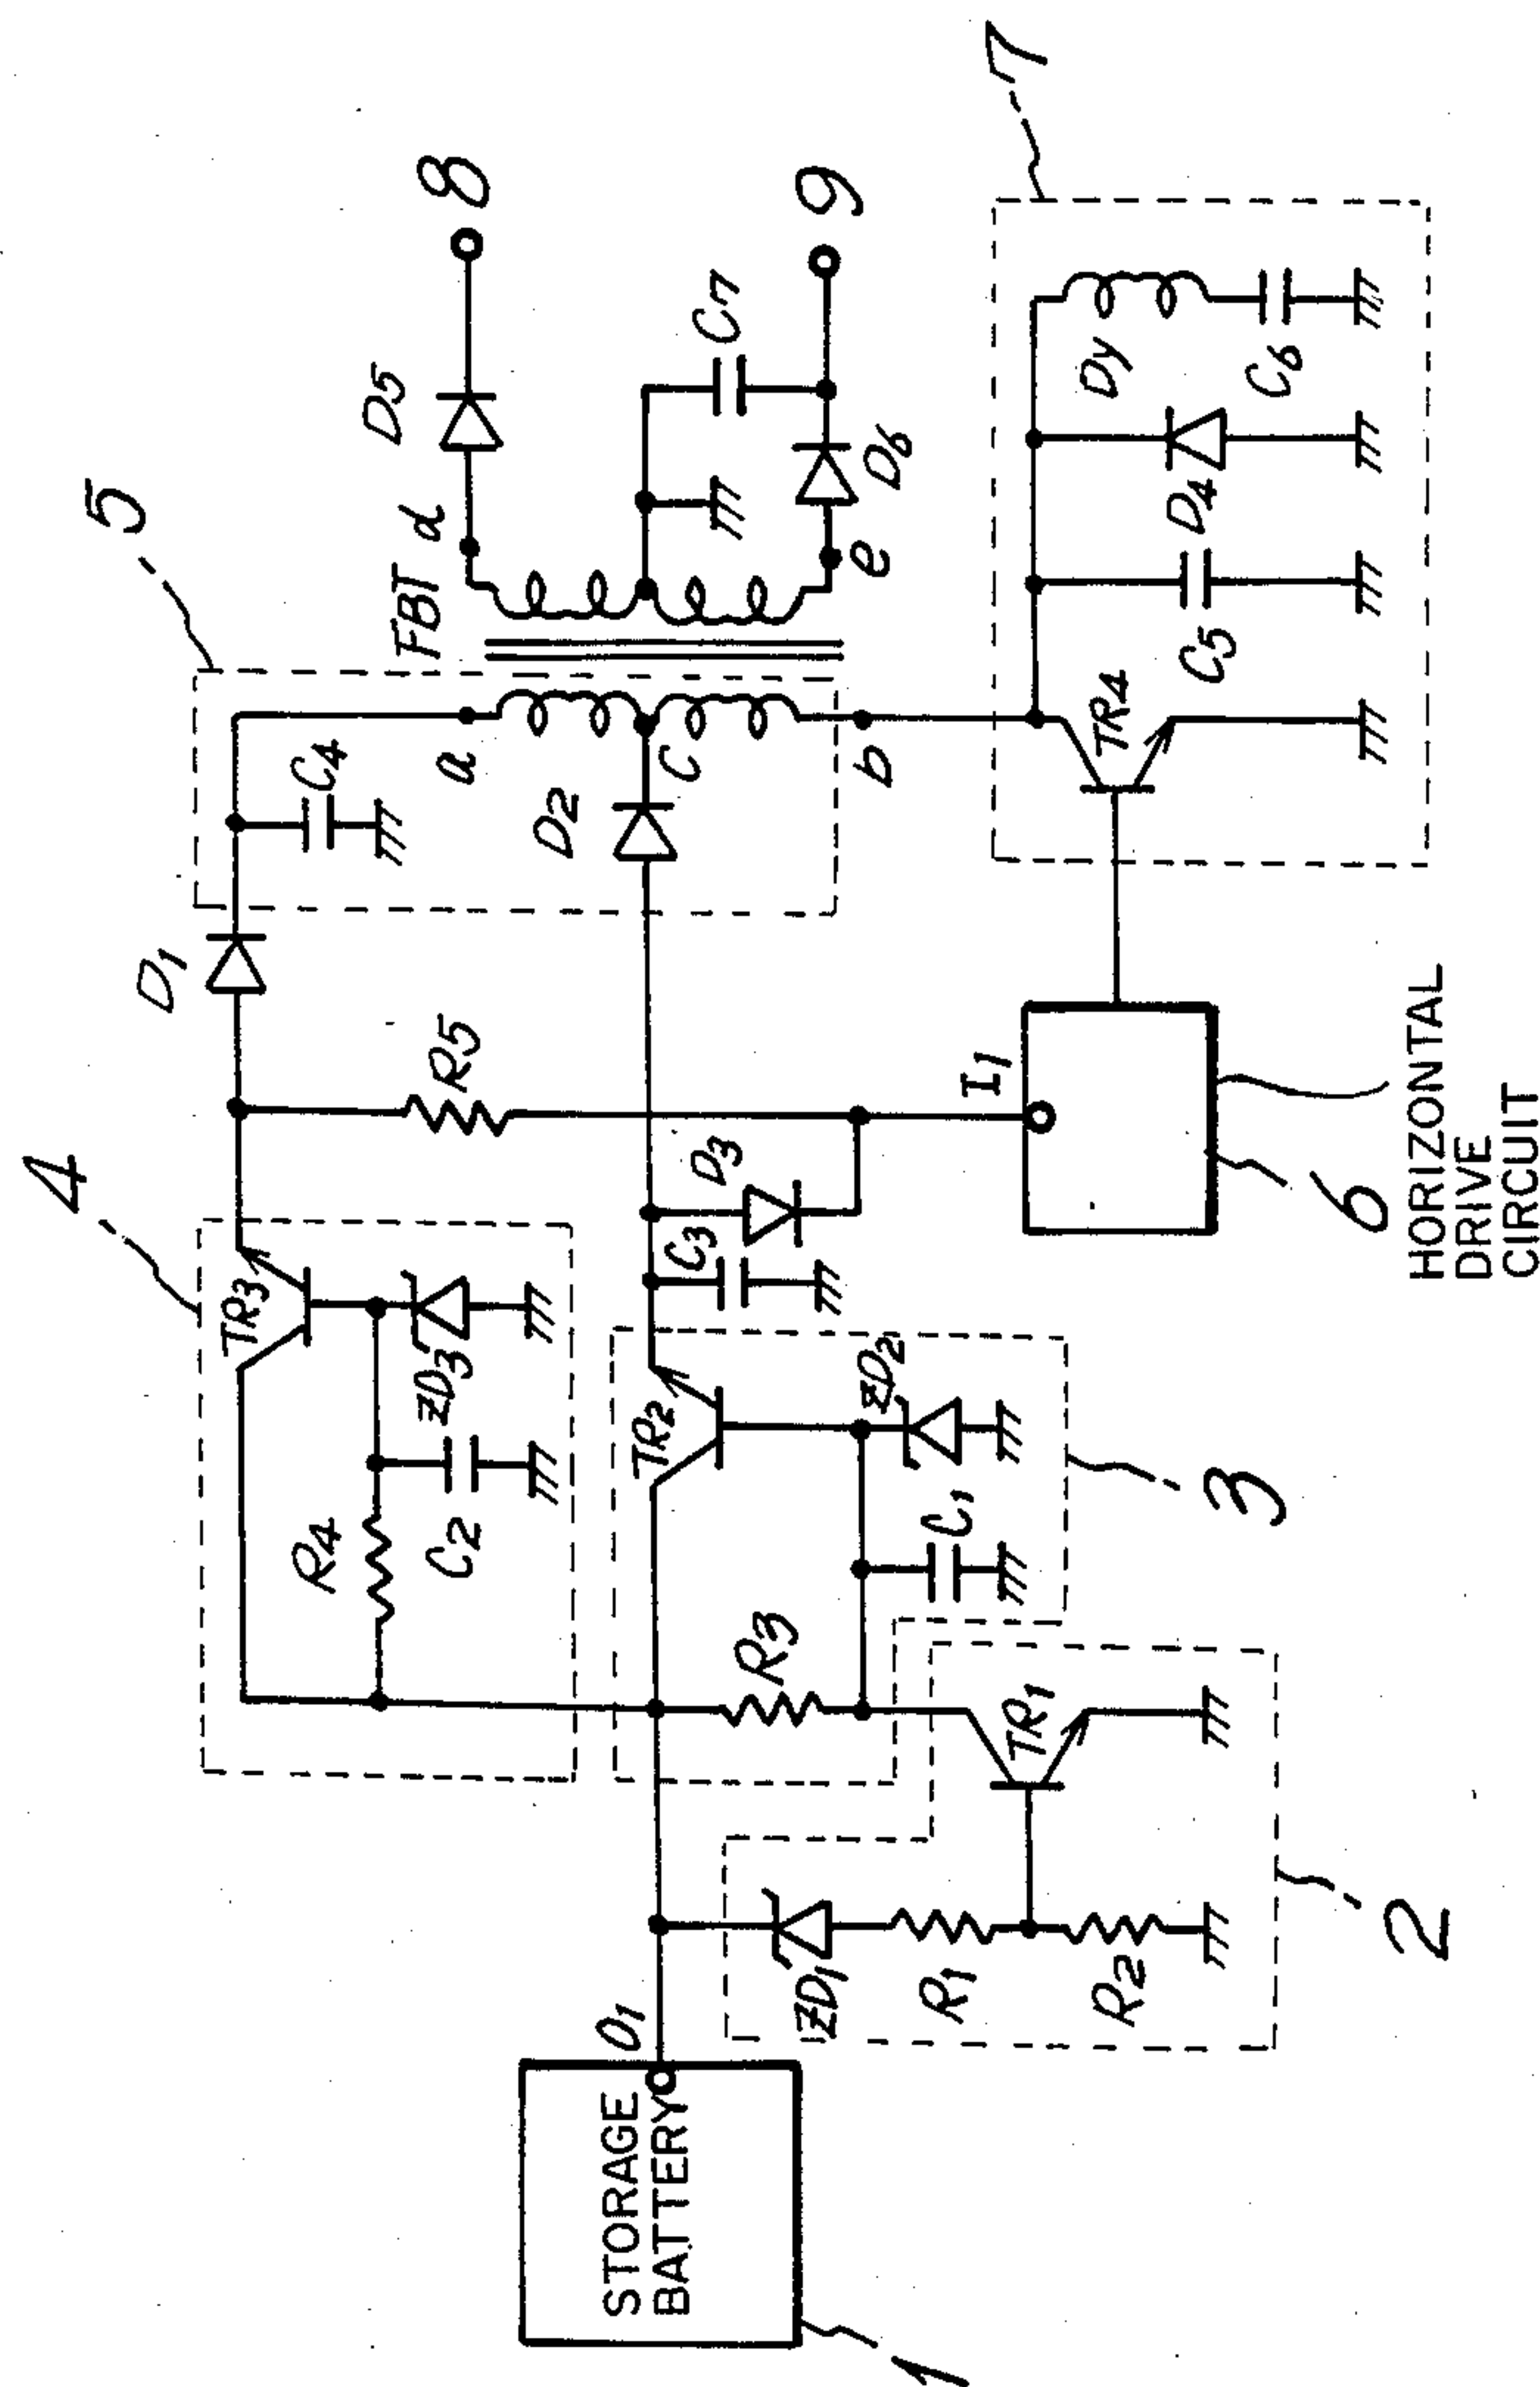 1
STORAGE
BATTERY
O1
2
ZD1
R1
R2
TR1
3
R3
C1
TR2
ZD2
4
R4
C2
TR3
ZD3
C3
D3
R5
I1
6
HORIZONTAL
DRIVE
CIRCUIT
5
D1
C4
D2
a
c
b
FBT
d
e
D5
8
D6
C7
9
7
TR4
C5
D4
Dy
C6